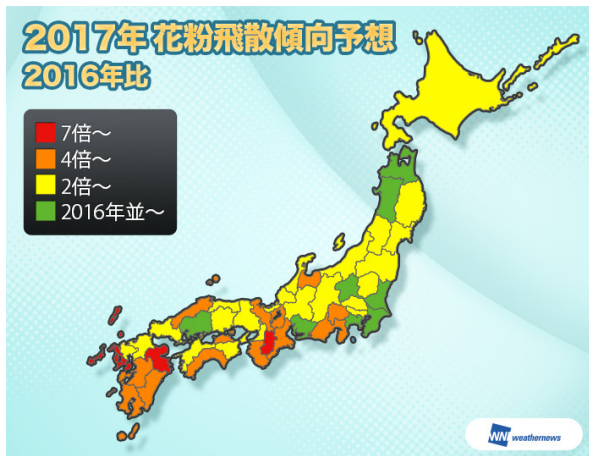 2017年 花粉飛散傾向予想
2016年比
7倍〜
4倍〜
2倍〜
2016年並〜
WN weathernews